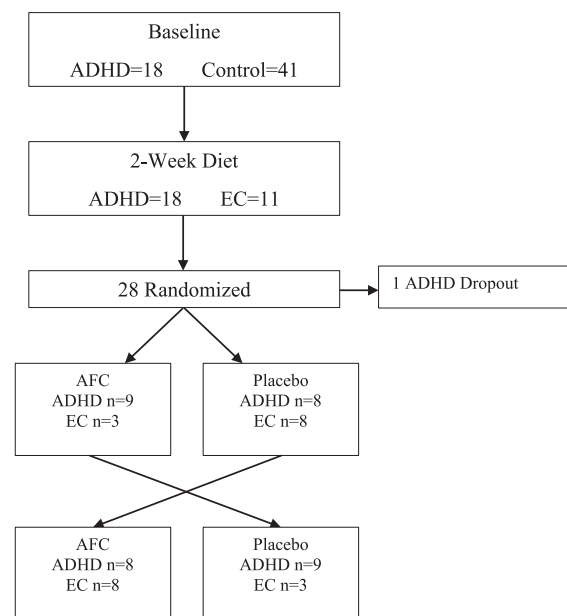 Baseline
ADHD=18 Control=41
2-Week Diet
ADHD=18 EC=11
28 Randomized
1 ADHD Dropout
AFC
ADHD n=9
EC n=3
Placebo
ADHD n=8
EC n=8
AFC
ADHD n=8
EC n=8
Placebo
ADHD n=9
EC n=3